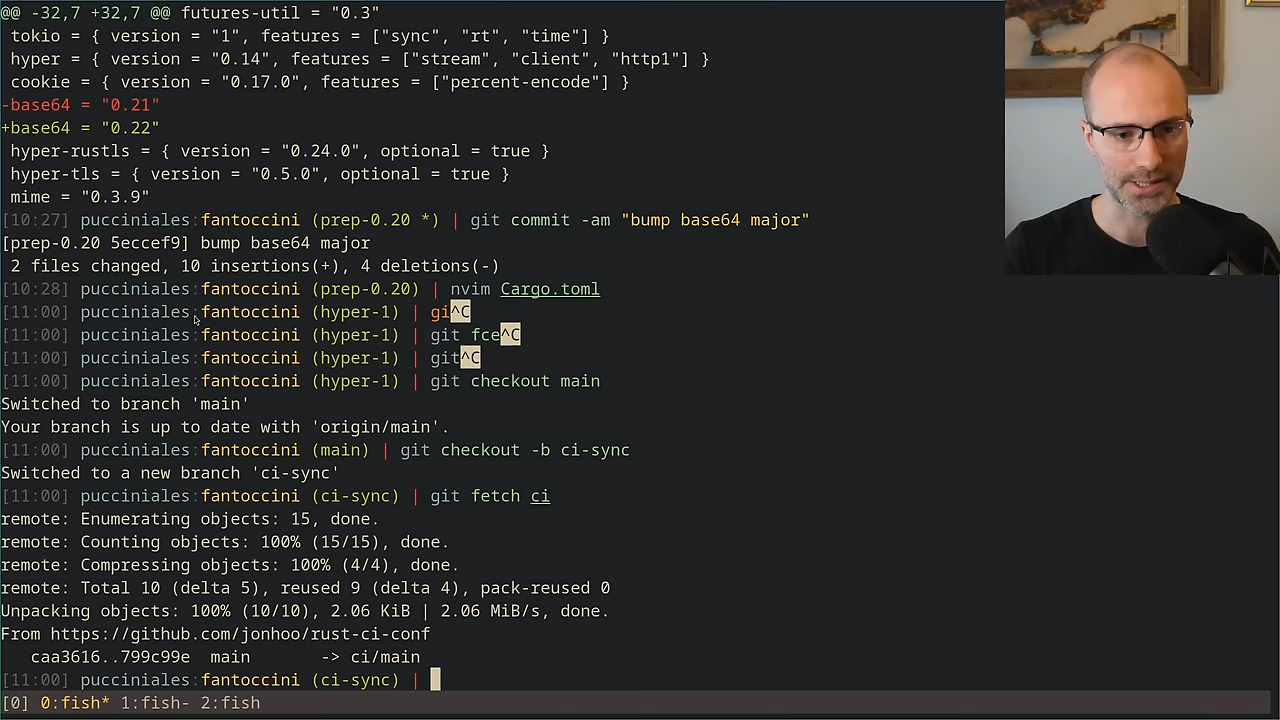 @@ -32,7 +32,7 @@ futures-util = "0.3"
 tokio = { version = "1", features = ["sync", "rt", "time"] }
 hyper = { version = "0.14", features = ["stream", "client", "http1"] }
 cookie = { version = "0.17.0", features = ["percent-encode"] }
-base64 = "0.21"
+base64 = "0.22"
 hyper-rustls = { version = "0.24.0", optional = true }
 hyper-tls = { version = "0.5.0", optional = true }
 mime = "0.3.9"
[10:27] pucciniales:fantoccini (prep-0.20 *) | git commit -am "bump base64 major"
[prep-0.20 5eccef9] bump base64 major
 2 files changed, 10 insertions(+), 4 deletions(-)
[10:28] pucciniales:fantoccini (prep-0.20) | nvim Cargo.toml
[11:00] pucciniales:fantoccini (hyper-1) | gi^C
[11:00] pucciniales:fantoccini (hyper-1) | git fce^C
[11:00] pucciniales:fantoccini (hyper-1) | git^C
[11:00] pucciniales:fantoccini (hyper-1) | git checkout main
Switched to branch 'main'
Your branch is up to date with 'origin/main'.
[11:00] pucciniales:fantoccini (main) | git checkout -b ci-sync
Switched to a new branch 'ci-sync'
[11:00] pucciniales:fantoccini (ci-sync) | git fetch ci
remote: Enumerating objects: 15, done.
remote: Counting objects: 100% (15/15), done.
remote: Compressing objects: 100% (4/4), done.
remote: Total 10 (delta 5), reused 9 (delta 4), pack-reused 0
Unpacking objects: 100% (10/10), 2.06 KiB | 2.06 MiB/s, done.
From https://github.com/jonhoo/rust-ci-conf
   caa3616..799c99e  main       -> ci/main
[11:00] pucciniales:fantoccini (ci-sync) |
[0] 0:fish* 1:fish- 2:fish